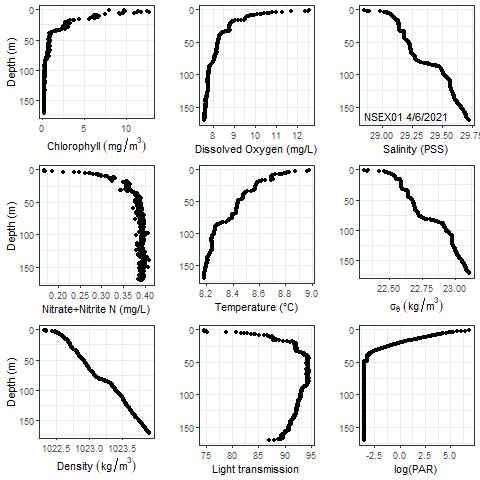 Depth (m)
0
50
100
150
0 5 10
Chlorophyll (mg/m³)
0
50
100
150
8 9 10 11 12
Dissolved Oxygen (mg/L)
0
50
100
150
NSEX01 4/6/2021
29.00 29.25 29.50 29.75
Salinity (PSS)
Depth (m)
0
50
100
150
0.20 0.25 0.30 0.35 0.40
Nitrate+Nitrite N (mg/L)
0
50
100
150
8.2 8.4 8.6 8.8 9.0
Temperature (°C)
0
50
100
150
22.50 22.75 23.00
σθ (kg/m³)
Depth (m)
0
50
100
150
1022.5 1023.0 1023.5
Density (kg/m³)
0
50
100
150
75 80 85 90 95
Light transmission
0
50
100
150
-2.5 0.0 2.5 5.0
log(PAR)